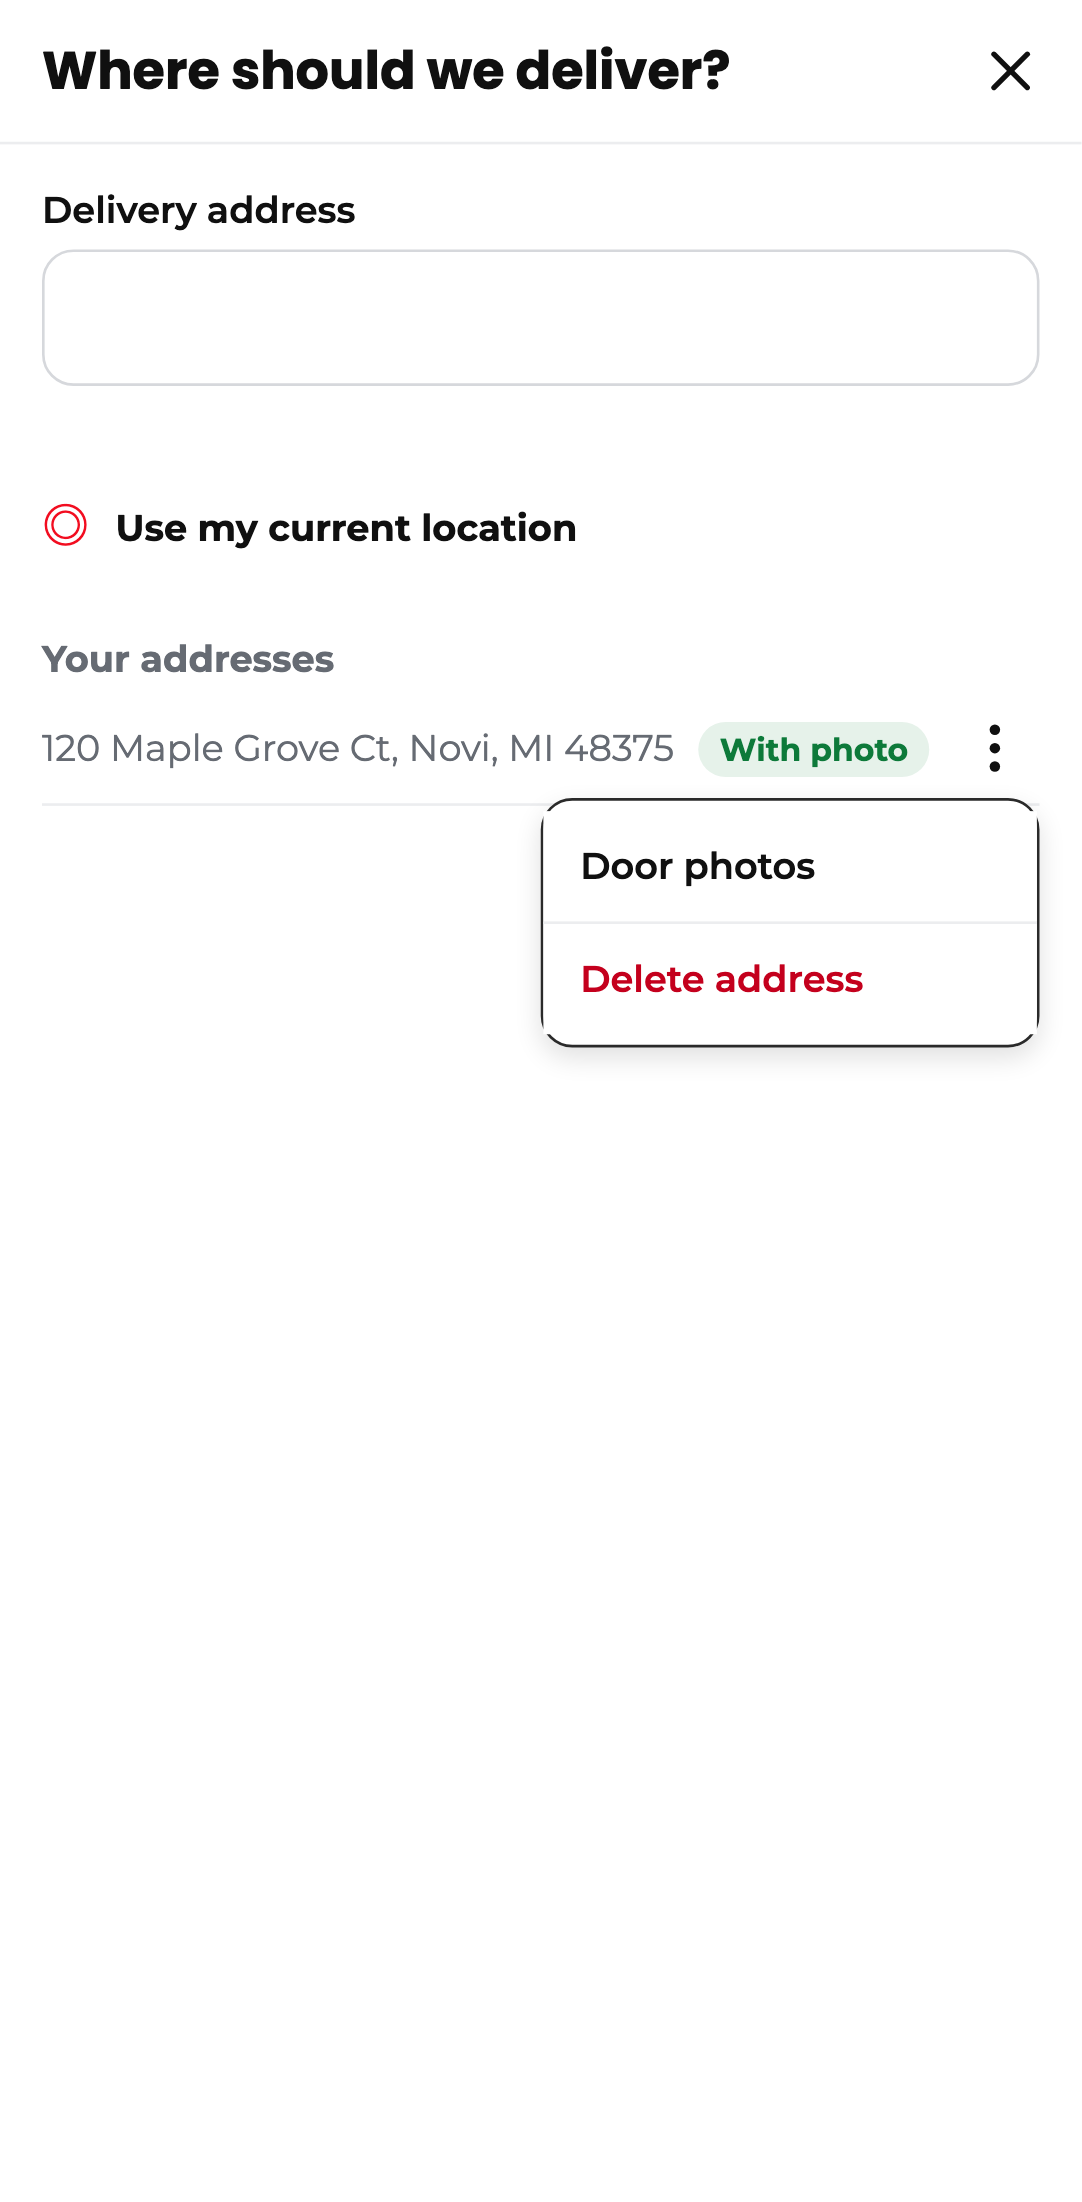 Where should we deliver?
Delivery address
Use my current location
Your addresses
120 Maple Grove Ct, Novi, MI 48375 With photo
Door photos
Delete address